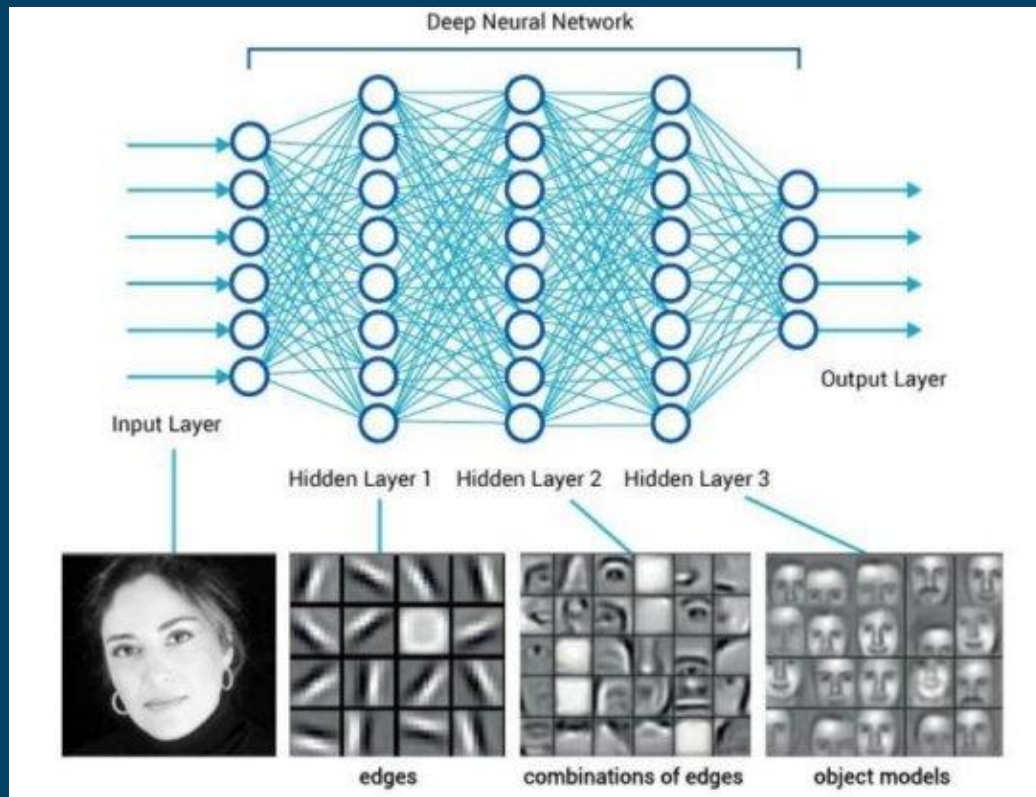 Deep Neural Network
Output Layer
Input Layer
Hidden Layer 1 Hidden Layer 2 Hidden Layer 3
edges
combinations of edges
object models